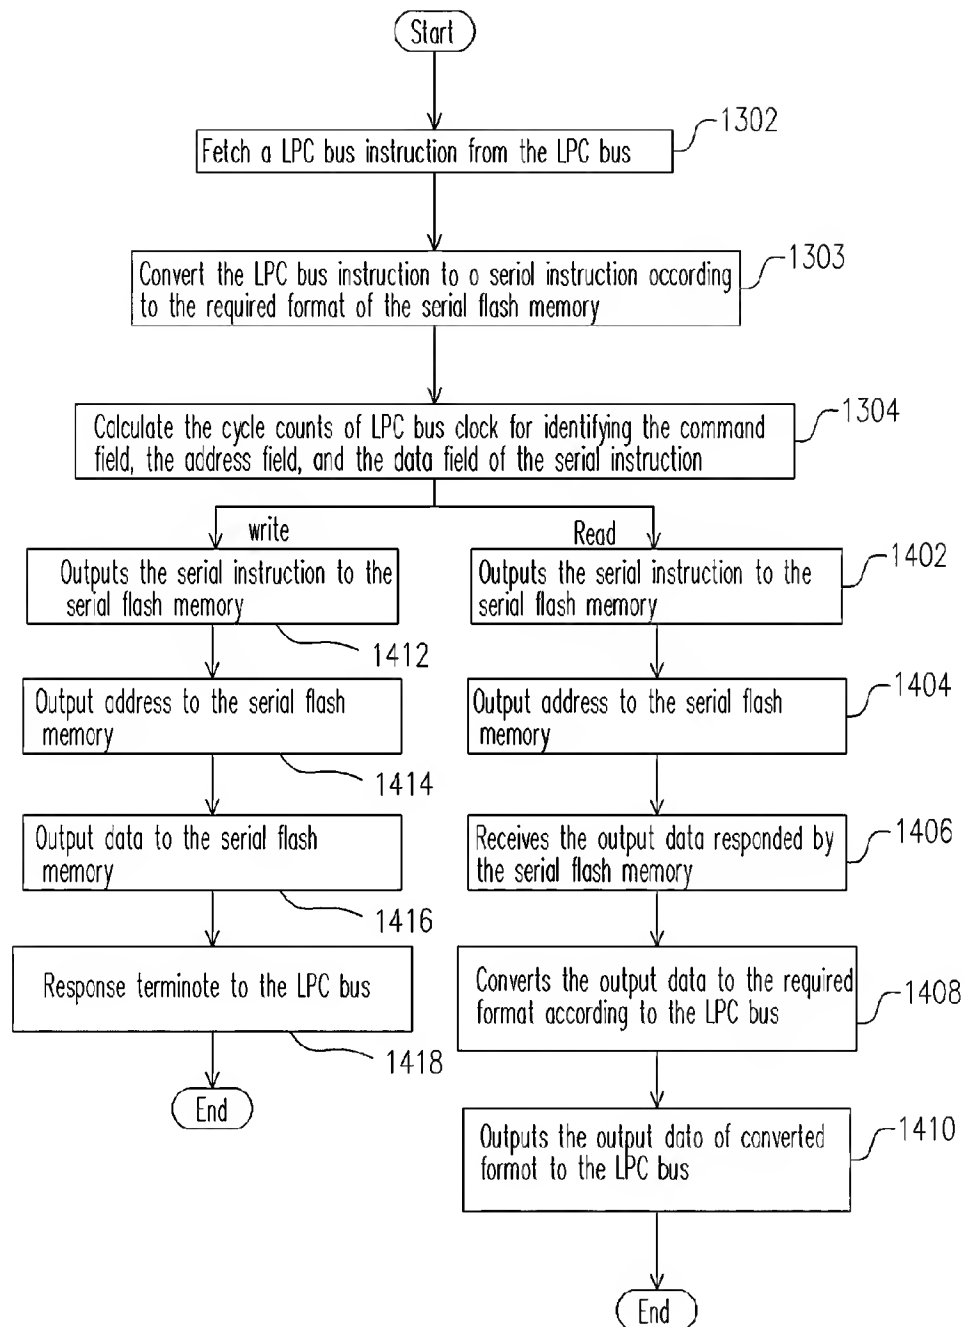 Start
Fetch a LPC bus instruction from the LPC bus
1302
Convert the LPC bus instruction to o seriol instruction according
to the required format of the serial flash memory
1303
Calculate the cycle counts of LPC bus clock for identifying the command
field, the address field, and the data field of the serial instruction
1304
write
Read
Outputs the serial instruction to the
serial flash memory
1412
Outputs the serial instruction to the
serial flash memory
1402
Output address to the serial flash
memory
1414
Output address to the serial flash
memory
1404
Output data to the serial flash
memory
1416
Receives the output data responded by
the serial flash memory
1406
Response terminote to the LPC bus
1418
Converts the output data to the required
format according to the LPC bus
1408
End
Outputs the output dato of converted
formot to the LPC bus
1410
End